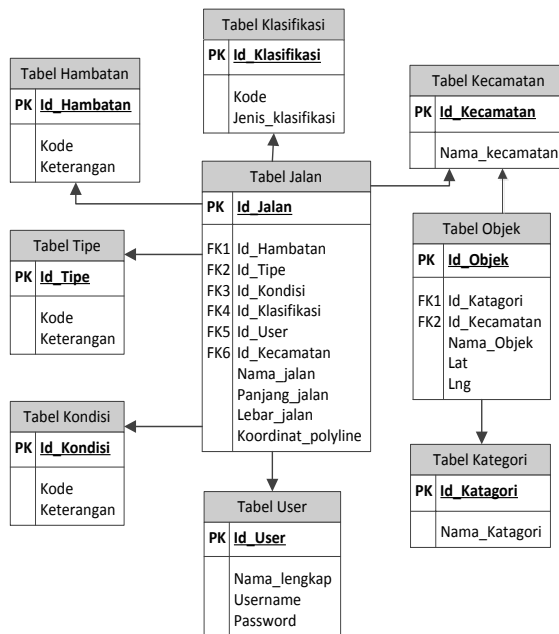 Tabel Klasifikasi
PK Id_Klasifikasi
Kode
Jenis_klasifikasi
Tabel Hambatan
PK Id_Hambatan
Kode
Keterangan
Tabel Kecamatan
PK Id_Kecamatan
Nama_kecamatan
Tabel Jalan
PK Id_Jalan
FK1 Id_Hambatan
FK2 Id_Tipe
FK3 Id_Kondisi
FK4 Id_Klasifikasi
FK5 Id_User
FK6 Id_Kecamatan
Nama_jalan
Panjang_jalan
Lebar_jalan
Koordinat_polyline
Tabel Tipe
PK Id_Tipe
Kode
Keterangan
Tabel Objek
PK Id_Objek
FK1 Id_Katagori
FK2 Id_Kecamatan
Nama_Objek
Lat
Lng
Tabel Kondisi
PK Id_Kondisi
Kode
Keterangan
Tabel Kategori
PK Id_Katagori
Nama_Katagori
Tabel User
PK Id_User
Nama_lengkap
Username
Password